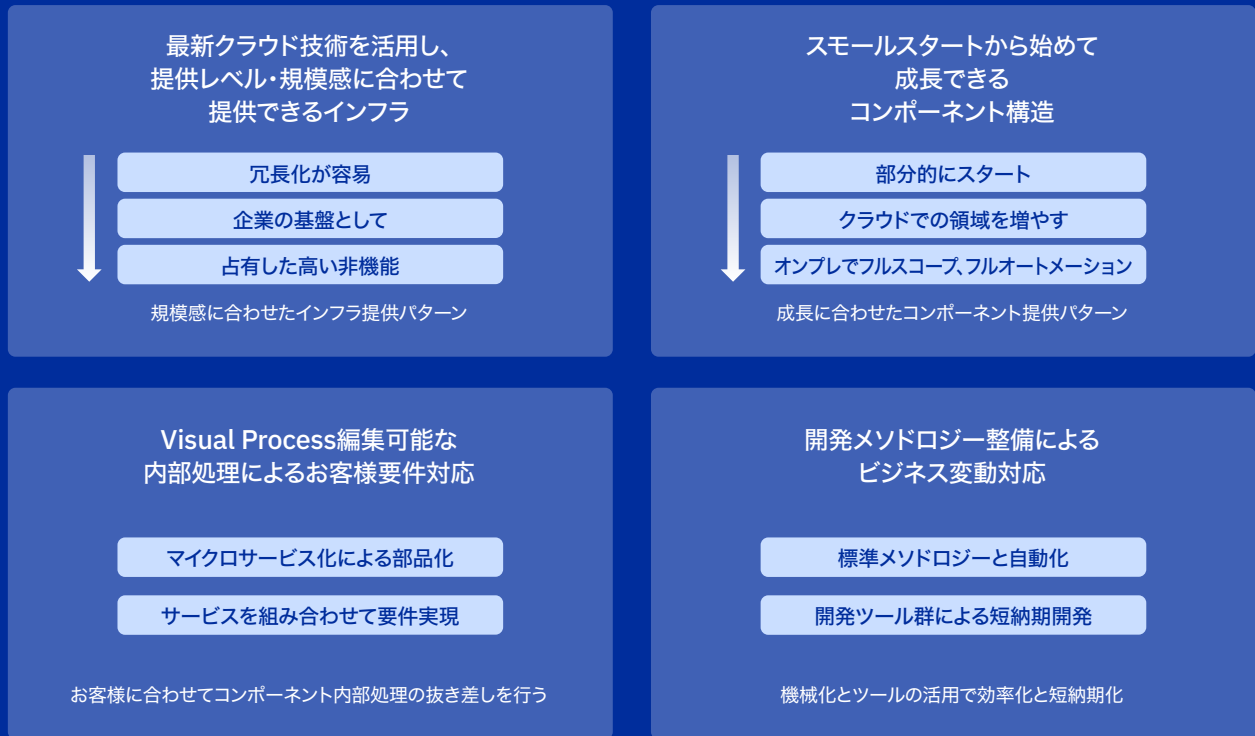 最新クラウド技術を活用し、
提供レベル・規模感に合わせて
提供できるインフラ
冗長化が容易
企業の基盤として
占有した高い非機能
規模感に合わせたインフラ提供パターン
スモールスタートから始めて
成長できる
コンポーネント構造
部分的にスタート
クラウドでの領域を増やす
オンプレでフルスコープ、フルオートメーション
成長に合わせたコンポーネント提供パターン
Visual Process編集可能な
内部処理によるお客様要件対応
マイクロサービス化による部品化
サービスを組み合わせて要件実現
お客様に合わせてコンポーネント内部処理の抜き差しを行う
開発メソドロジー整備による
ビジネス変動対応
標準メソドロジーと自動化
開発ツール群による短納期開発
機械化とツールの活用で効率化と短納期化